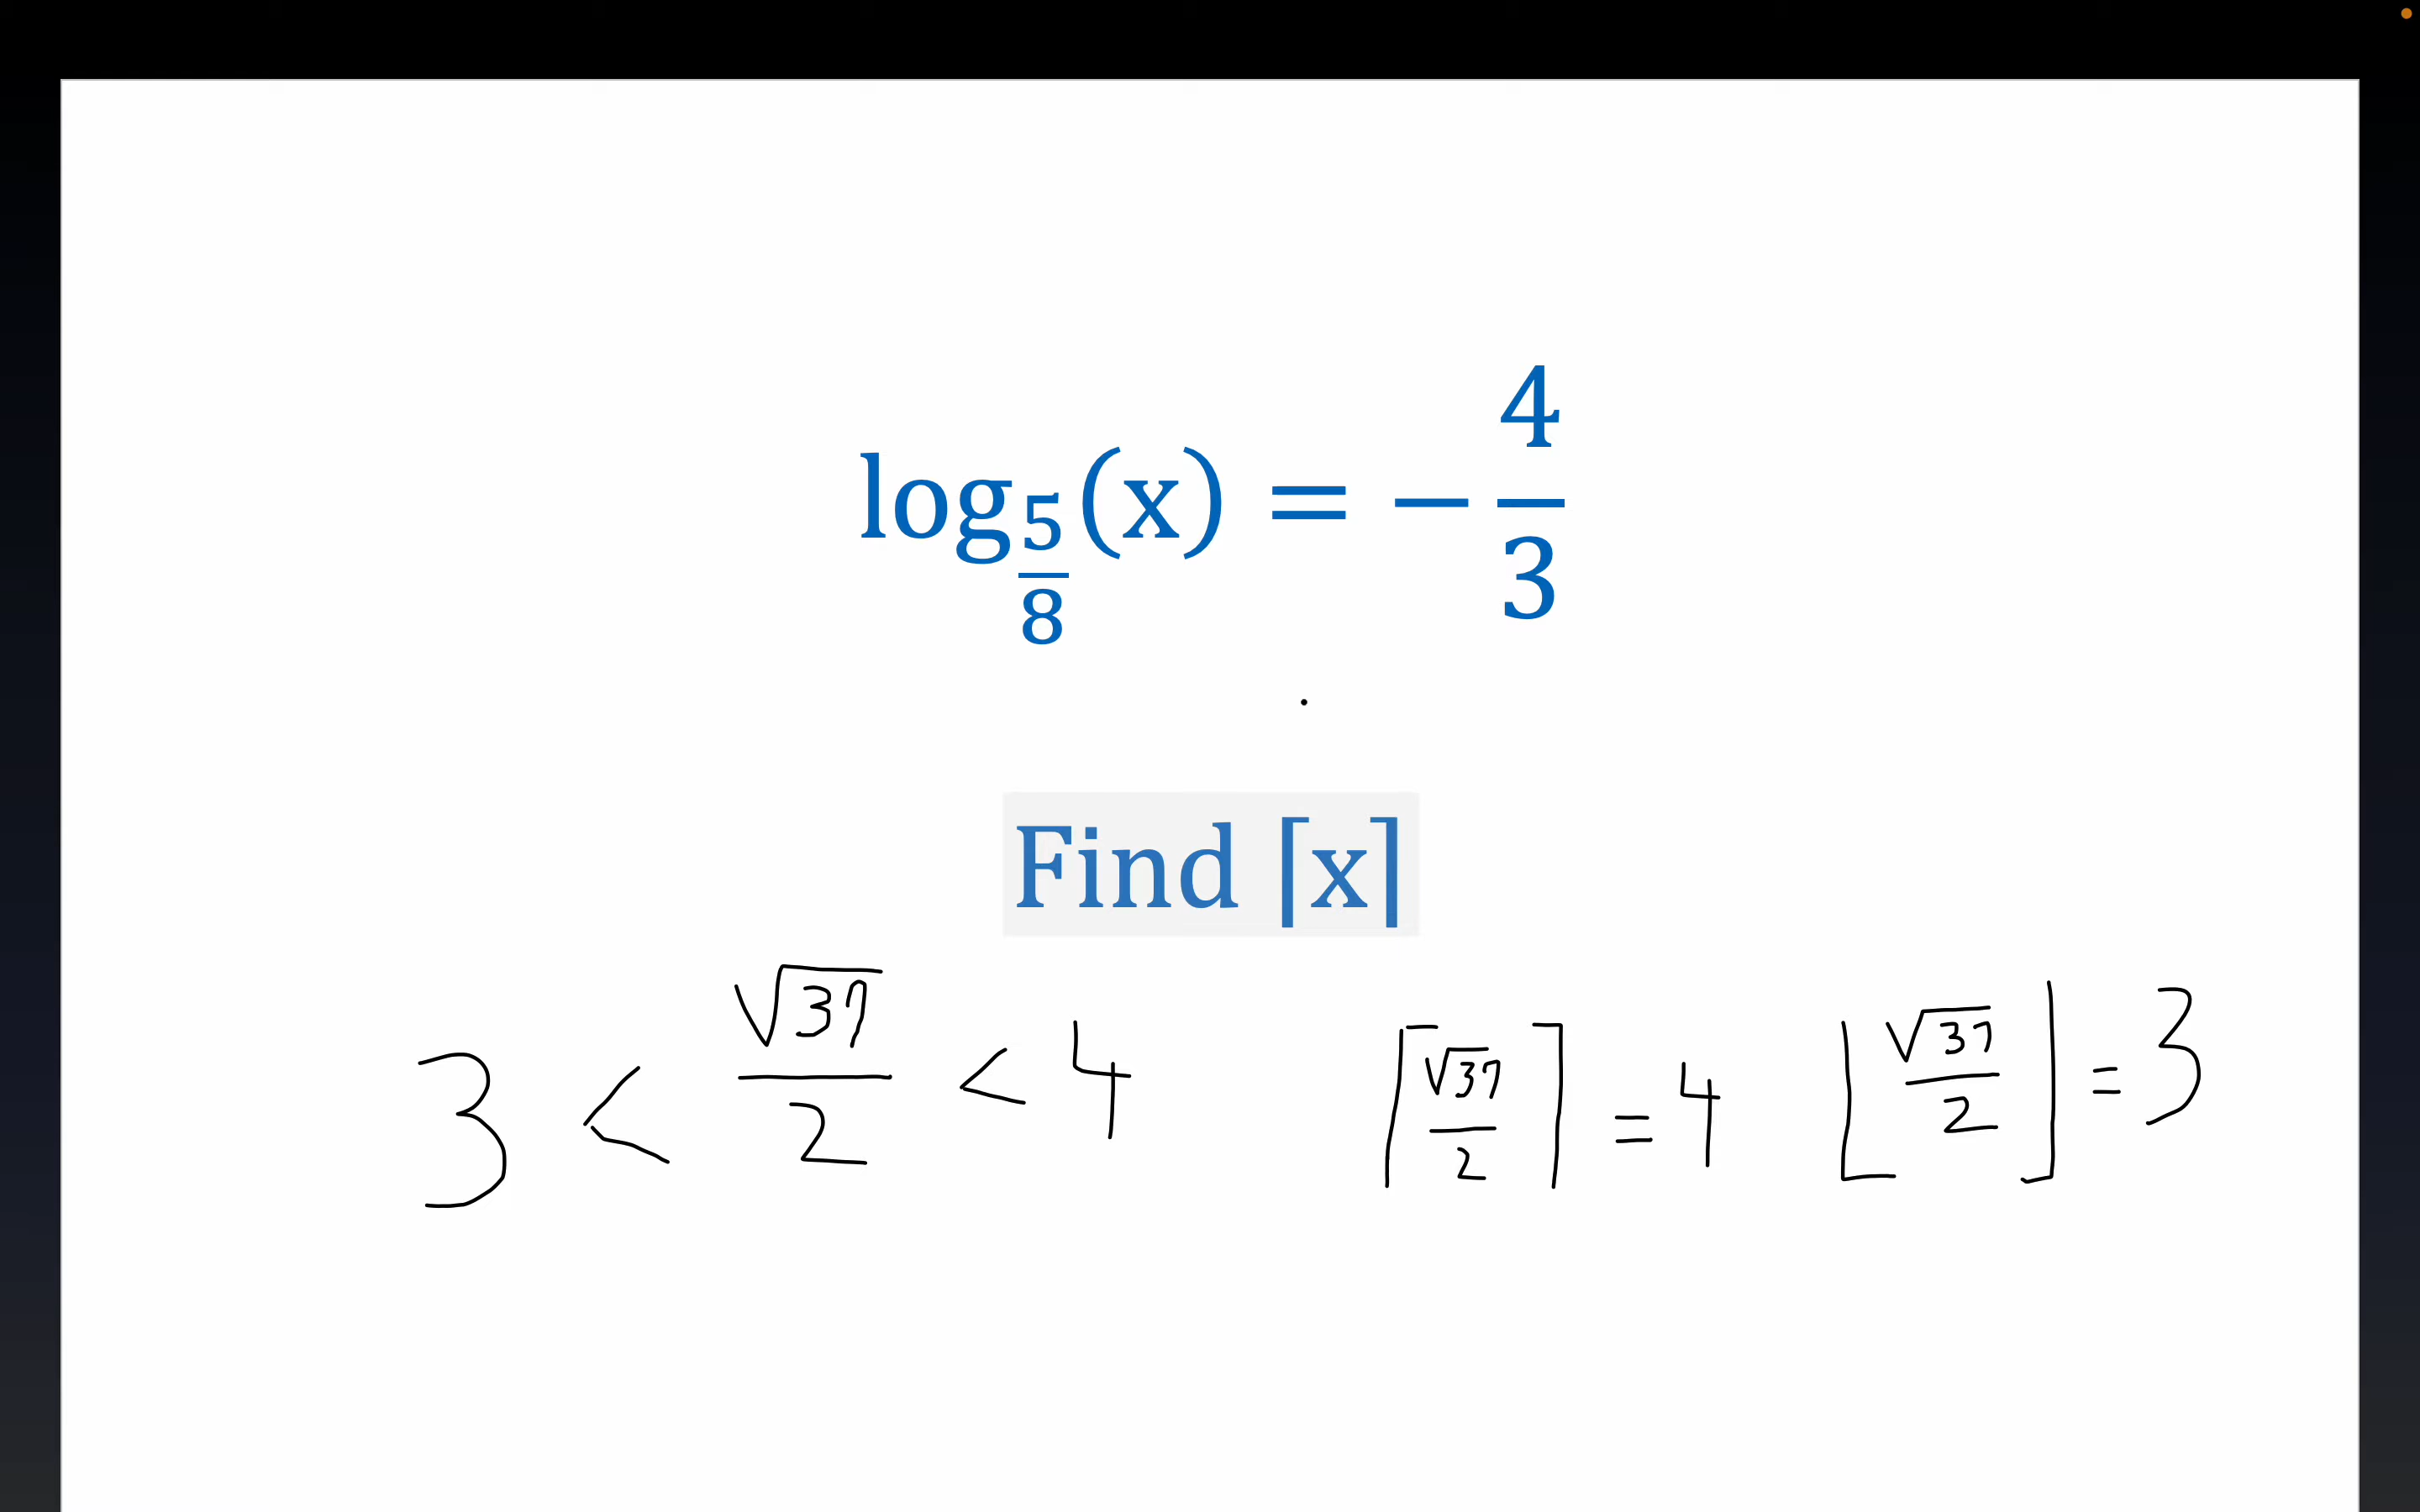 log_{5/8}(x) = −4/3
Find ⌈x⌉
3 < √37/2 < 4 ⌈√37/2⌉ = 4 ⌊√37/2⌋ = 3